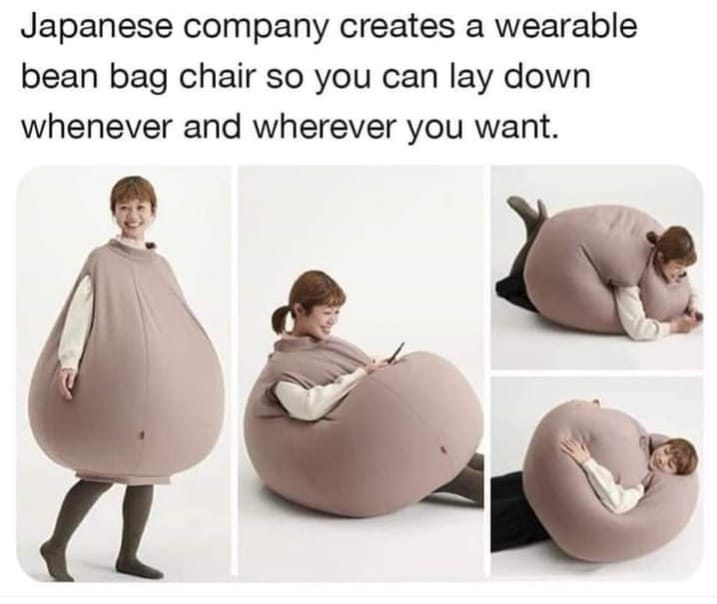 Japanese company creates a wearable
bean bag chair so you can lay down
whenever and wherever you want.